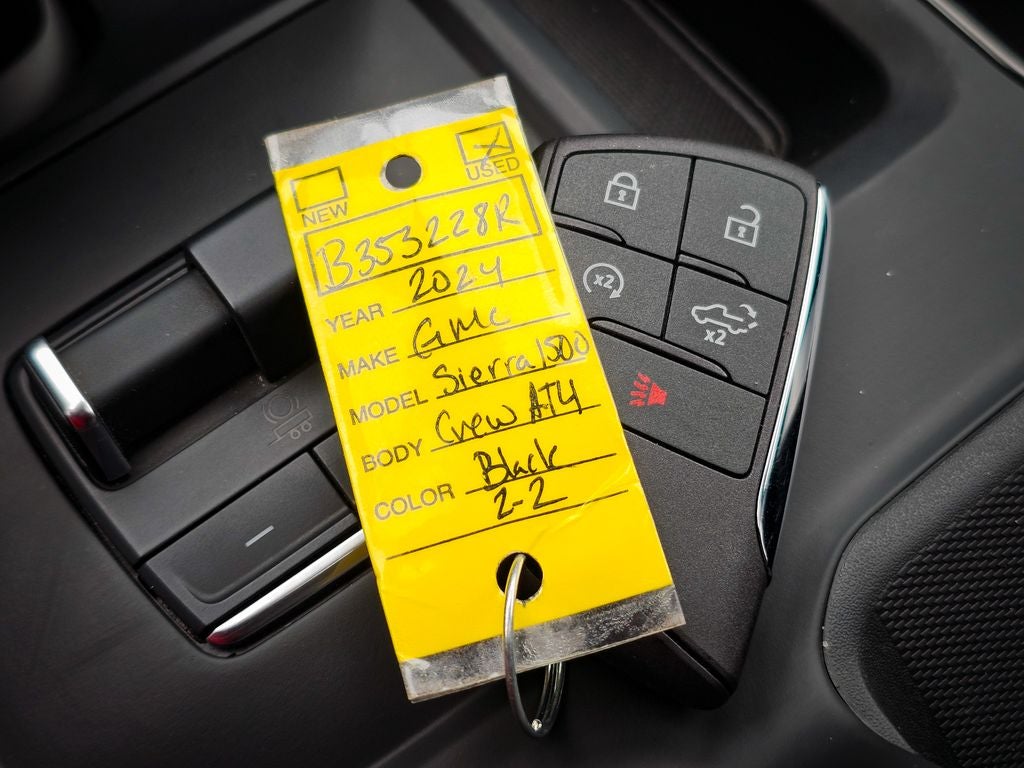 USED
NEW
B353228R
YEAR 2024
MAKE GMC
MODEL Sierra 1500
BODY Crew AT4
COLOR Black
2-2
x2
x2